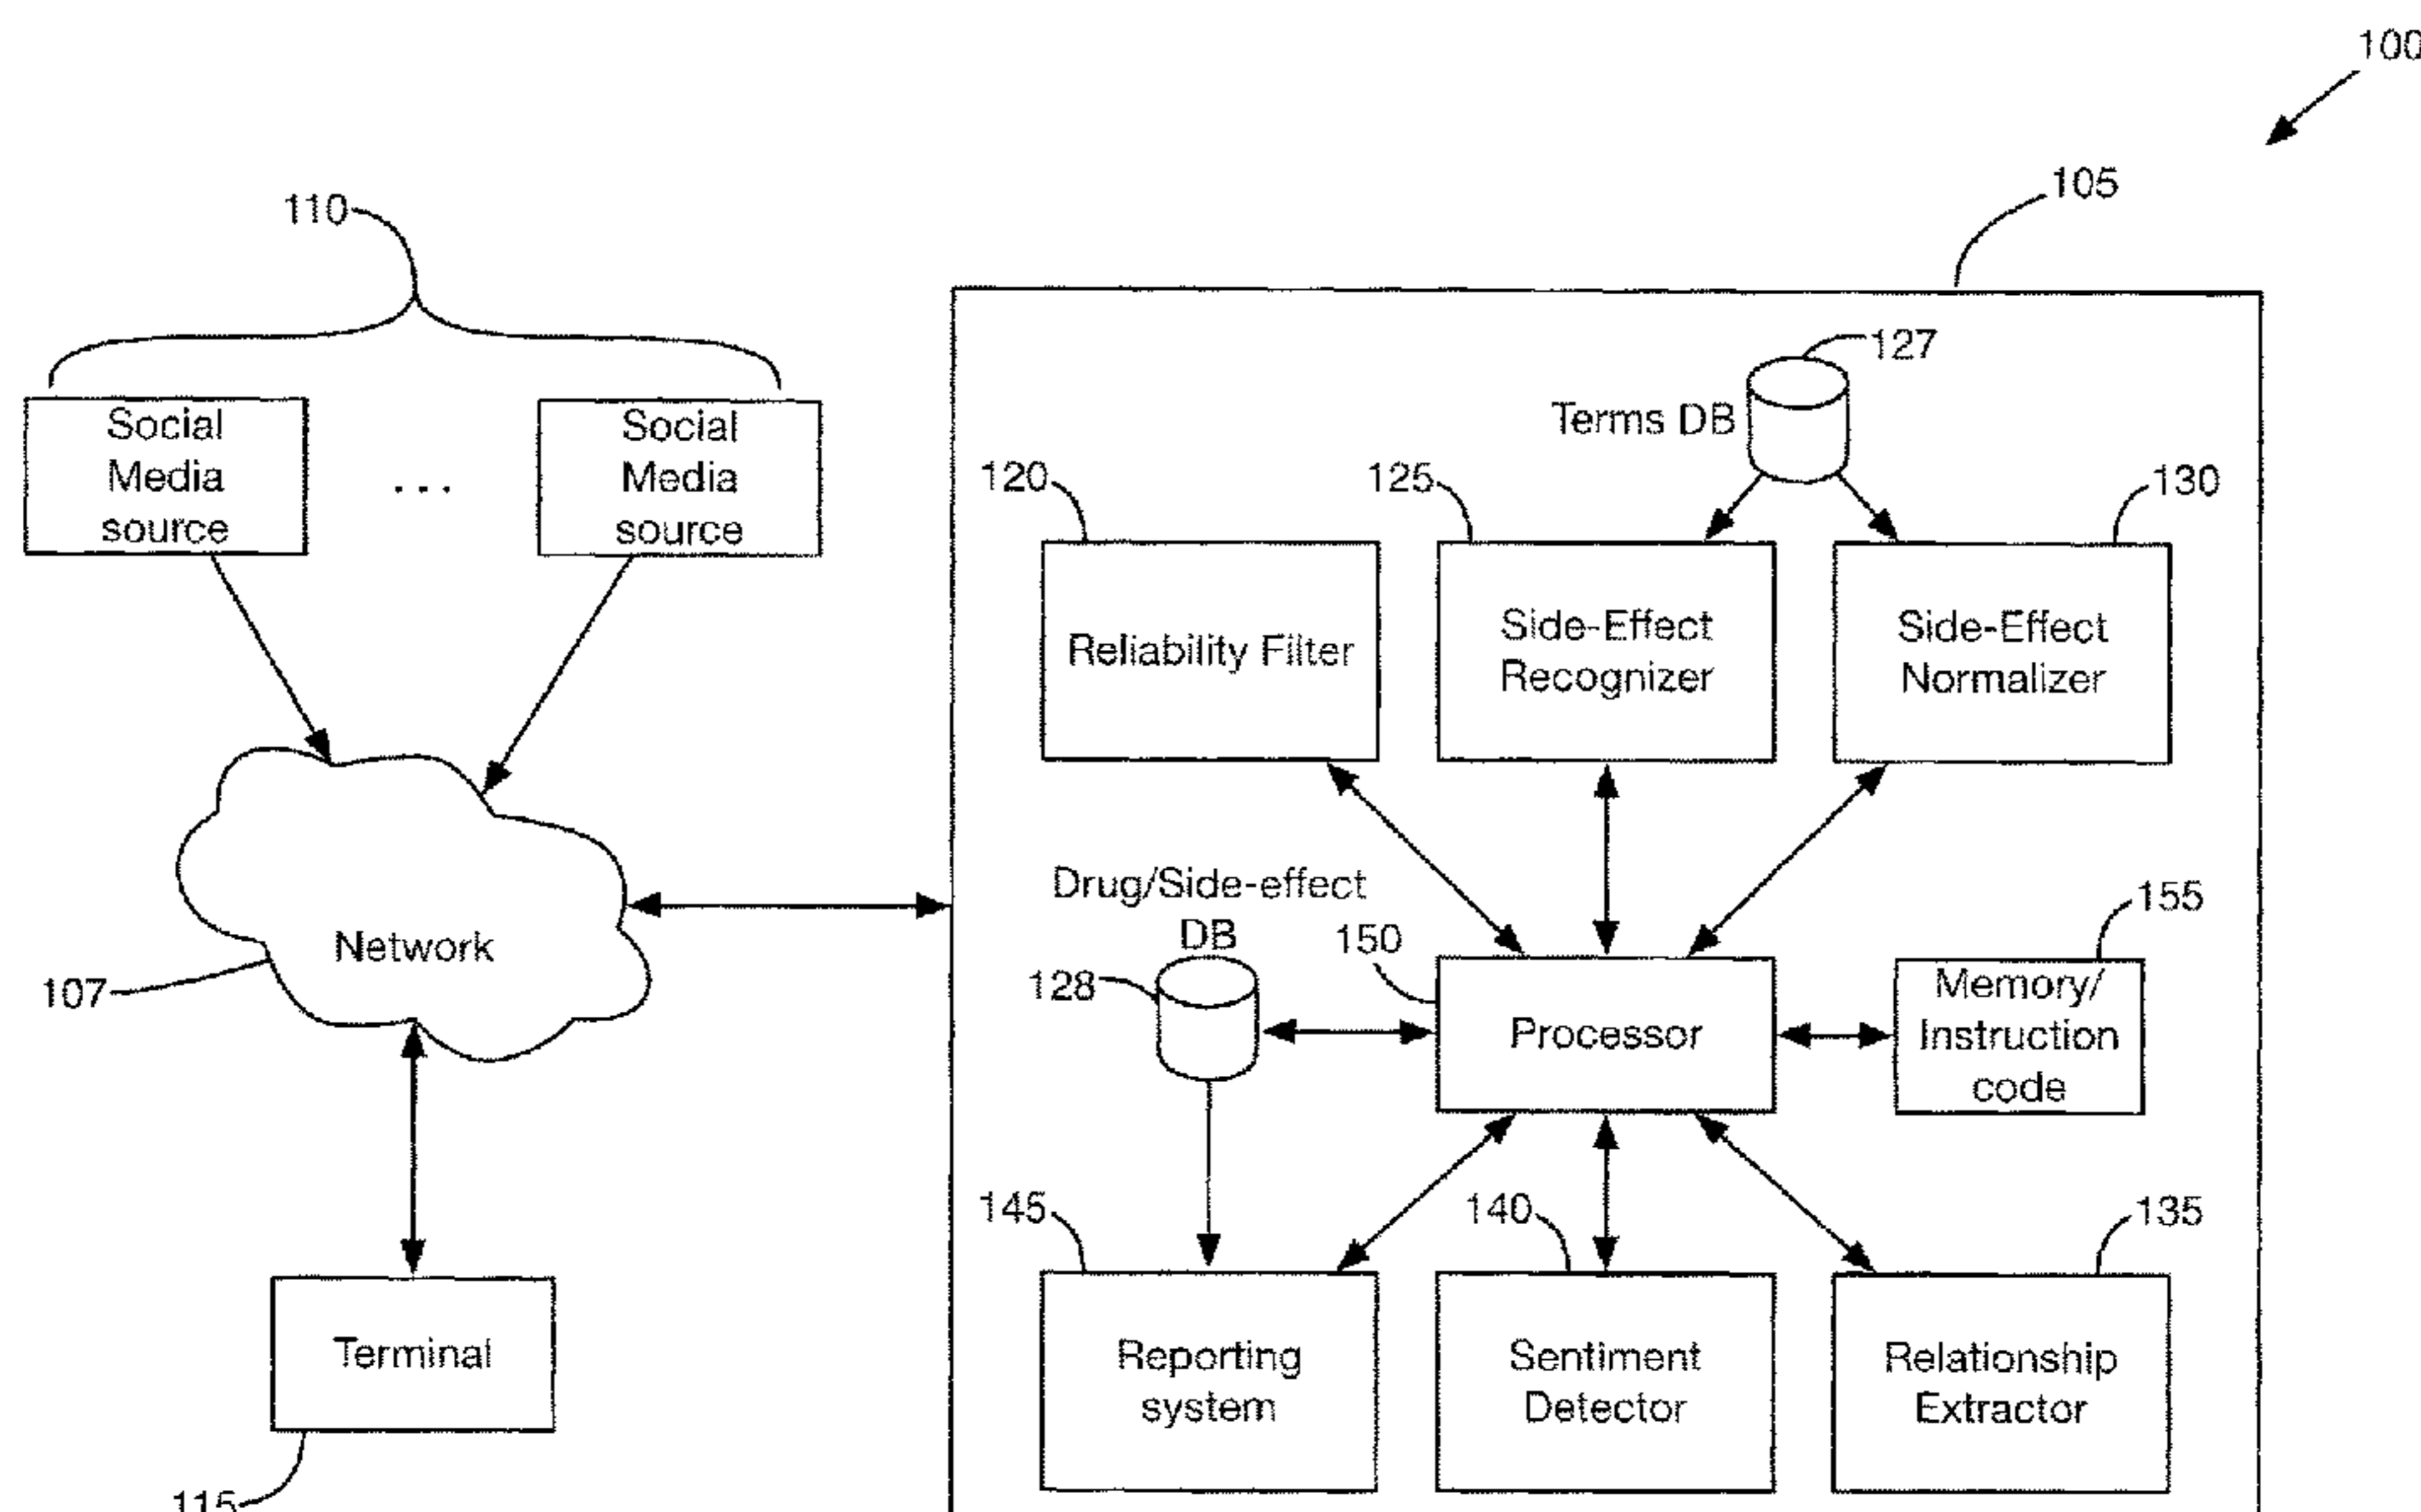 100
105
110
127
Terms DB
Social
Media
source
...
Social
Media
source
120
125
130
Reliability Filter
Side-Effect
Recognizer
Side-Effect
Normalizer
Drug/Side-effect
DB
128
150
155
Network
107
Processor
Memory/
Instruction
code
145
140
135
Terminal
115
Reporting
system
Sentiment
Detector
Relationship
Extractor